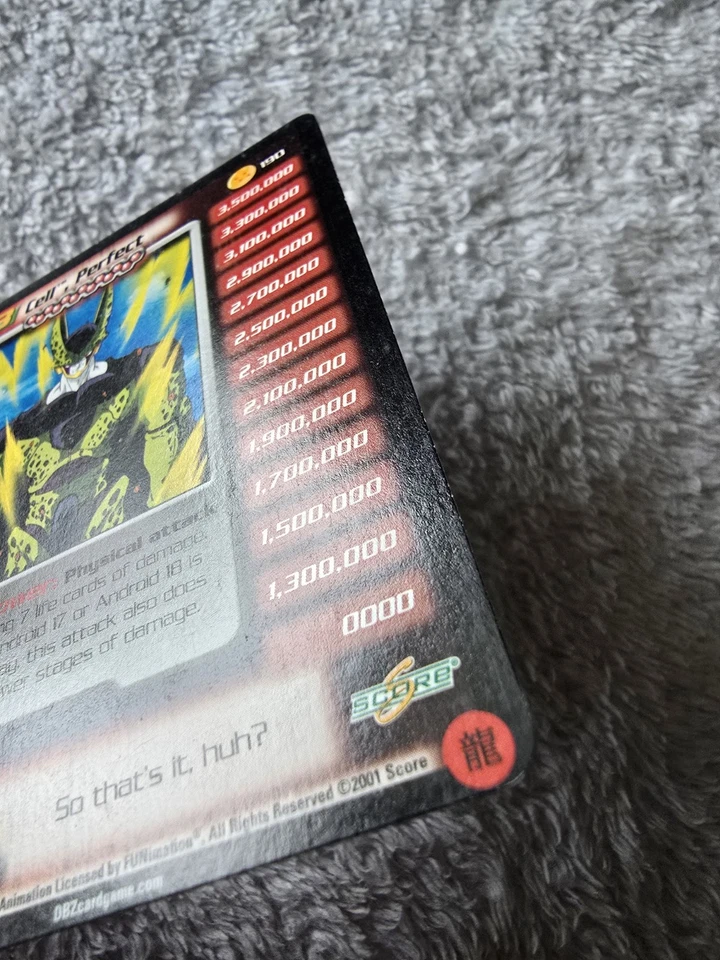 190
Cell, Perfect
3,500,000
3,300,000
3,100,000
2,900,000
2,700,000
2,500,000
2,300,000
2,100,000
1,900,000
1,700,000
1,500,000
1,300,000
0000
Physical attack
7 life cards of damage.
17 or Android 18 is
this attack also does
stages of damage.
SCORE
So that's it, huh?
龍
Animation Licensed by FUNimation®. All Rights Reserved ©2001 Score
DBZcardgame.com